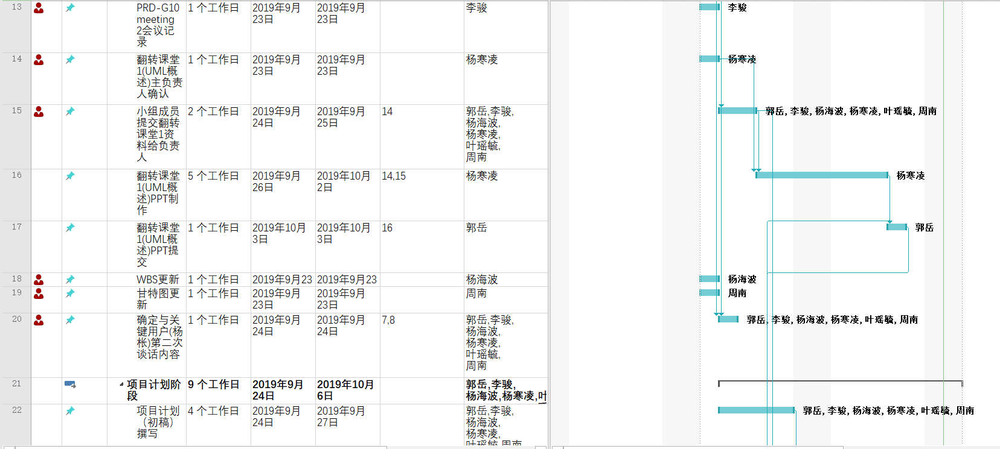 13 PRD-G10 1 个工作日 2019年9月 2019年9月 李骏 李骏
meeting 23日 23日
2会议记
录
14 翻转课堂 1 个工作日 2019年9月 2019年9月 杨寒凌 杨寒凌
1(UML概 23日 23日
述)主负责
人确认
15 小组成员 2 个工作日 2019年9月 2019年9月 14 郭岳,李骏, 郭岳, 李骏, 杨海波, 杨寒凌, 叶瑶毓, 周南
提交翻转 24日 25日 杨海波,
课堂1资 杨寒凌,
料给负责 叶瑶毓,
人 周南
16 翻转课堂 5 个工作日 2019年9月 2019年10月 14,15 杨寒凌 杨寒凌
1(UML概 26日 2日
述)PPT制
作
17 翻转课堂 1 个工作日 2019年10月 2019年10月 16 郭岳 郭岳
1(UML概 3日 3日
述)PPT提
交
18 WBS更新 1 个工作日 2019年9月23 2019年9月23 杨海波 杨海波
19 甘特图更 1 个工作日 2019年9月 2019年9月 周南 周南
新 23日 23日
20 确定与关 1 个工作日 2019年9月 2019年9月 7,8 郭岳,李骏, 郭岳, 李骏, 杨海波, 杨寒凌, 叶瑶毓, 周南
键用户(杨 24日 24日 杨海波,
枨)第二次 杨寒凌,
谈话内容 叶瑶毓,
周南
21 项目计划阶 9 个工作日 2019年9月 2019年10月 郭岳,李骏,
段 24日 6日 杨海波,杨寒凌,叶
22 项目计划 4 个工作日 2019年9月 2019年9月 郭岳,李骏, 郭岳, 李骏, 杨海波, 杨寒凌, 叶瑶毓, 周南
（初稿） 24日 27日 杨海波,
撰写 杨寒凌,
叶瑶毓,周南